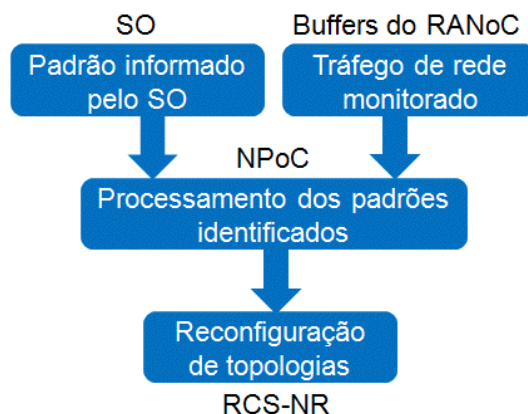 SO
Buffers do RANoC
Padrão informado
pelo SO
Tráfego de rede
monitorado
NPoC
Processamento dos padrões
identificados
Reconfiguração
de topologias
RCS-NR